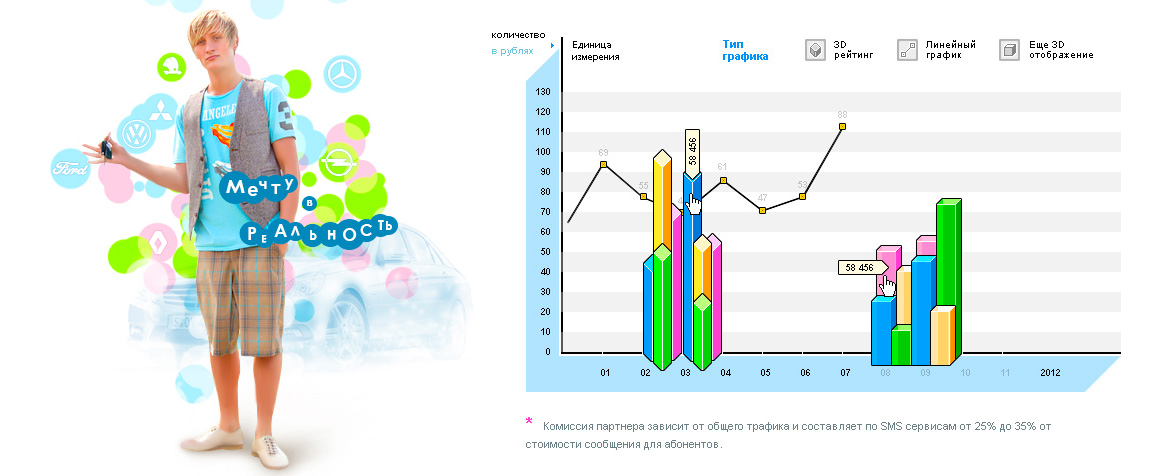 Ford
ANGELES
3
Мечту
в
Реальность
количество
в рублях
Единица
измерения
Тип
графика
3D
рейтинг
Линейный
график
Еще 3D
отображение
130
120
110
100
90
80
70
60
50
40
30
20
10
0
69
55
61
47
53
88
58 456
58 456
01
02
03
04
05
06
07
08
09
10
11
2012
* Комиссия партнера зависит от общего трафика и составляет по SMS сервисам от 25% до 35% от
стоимости сообщения для абонентов.